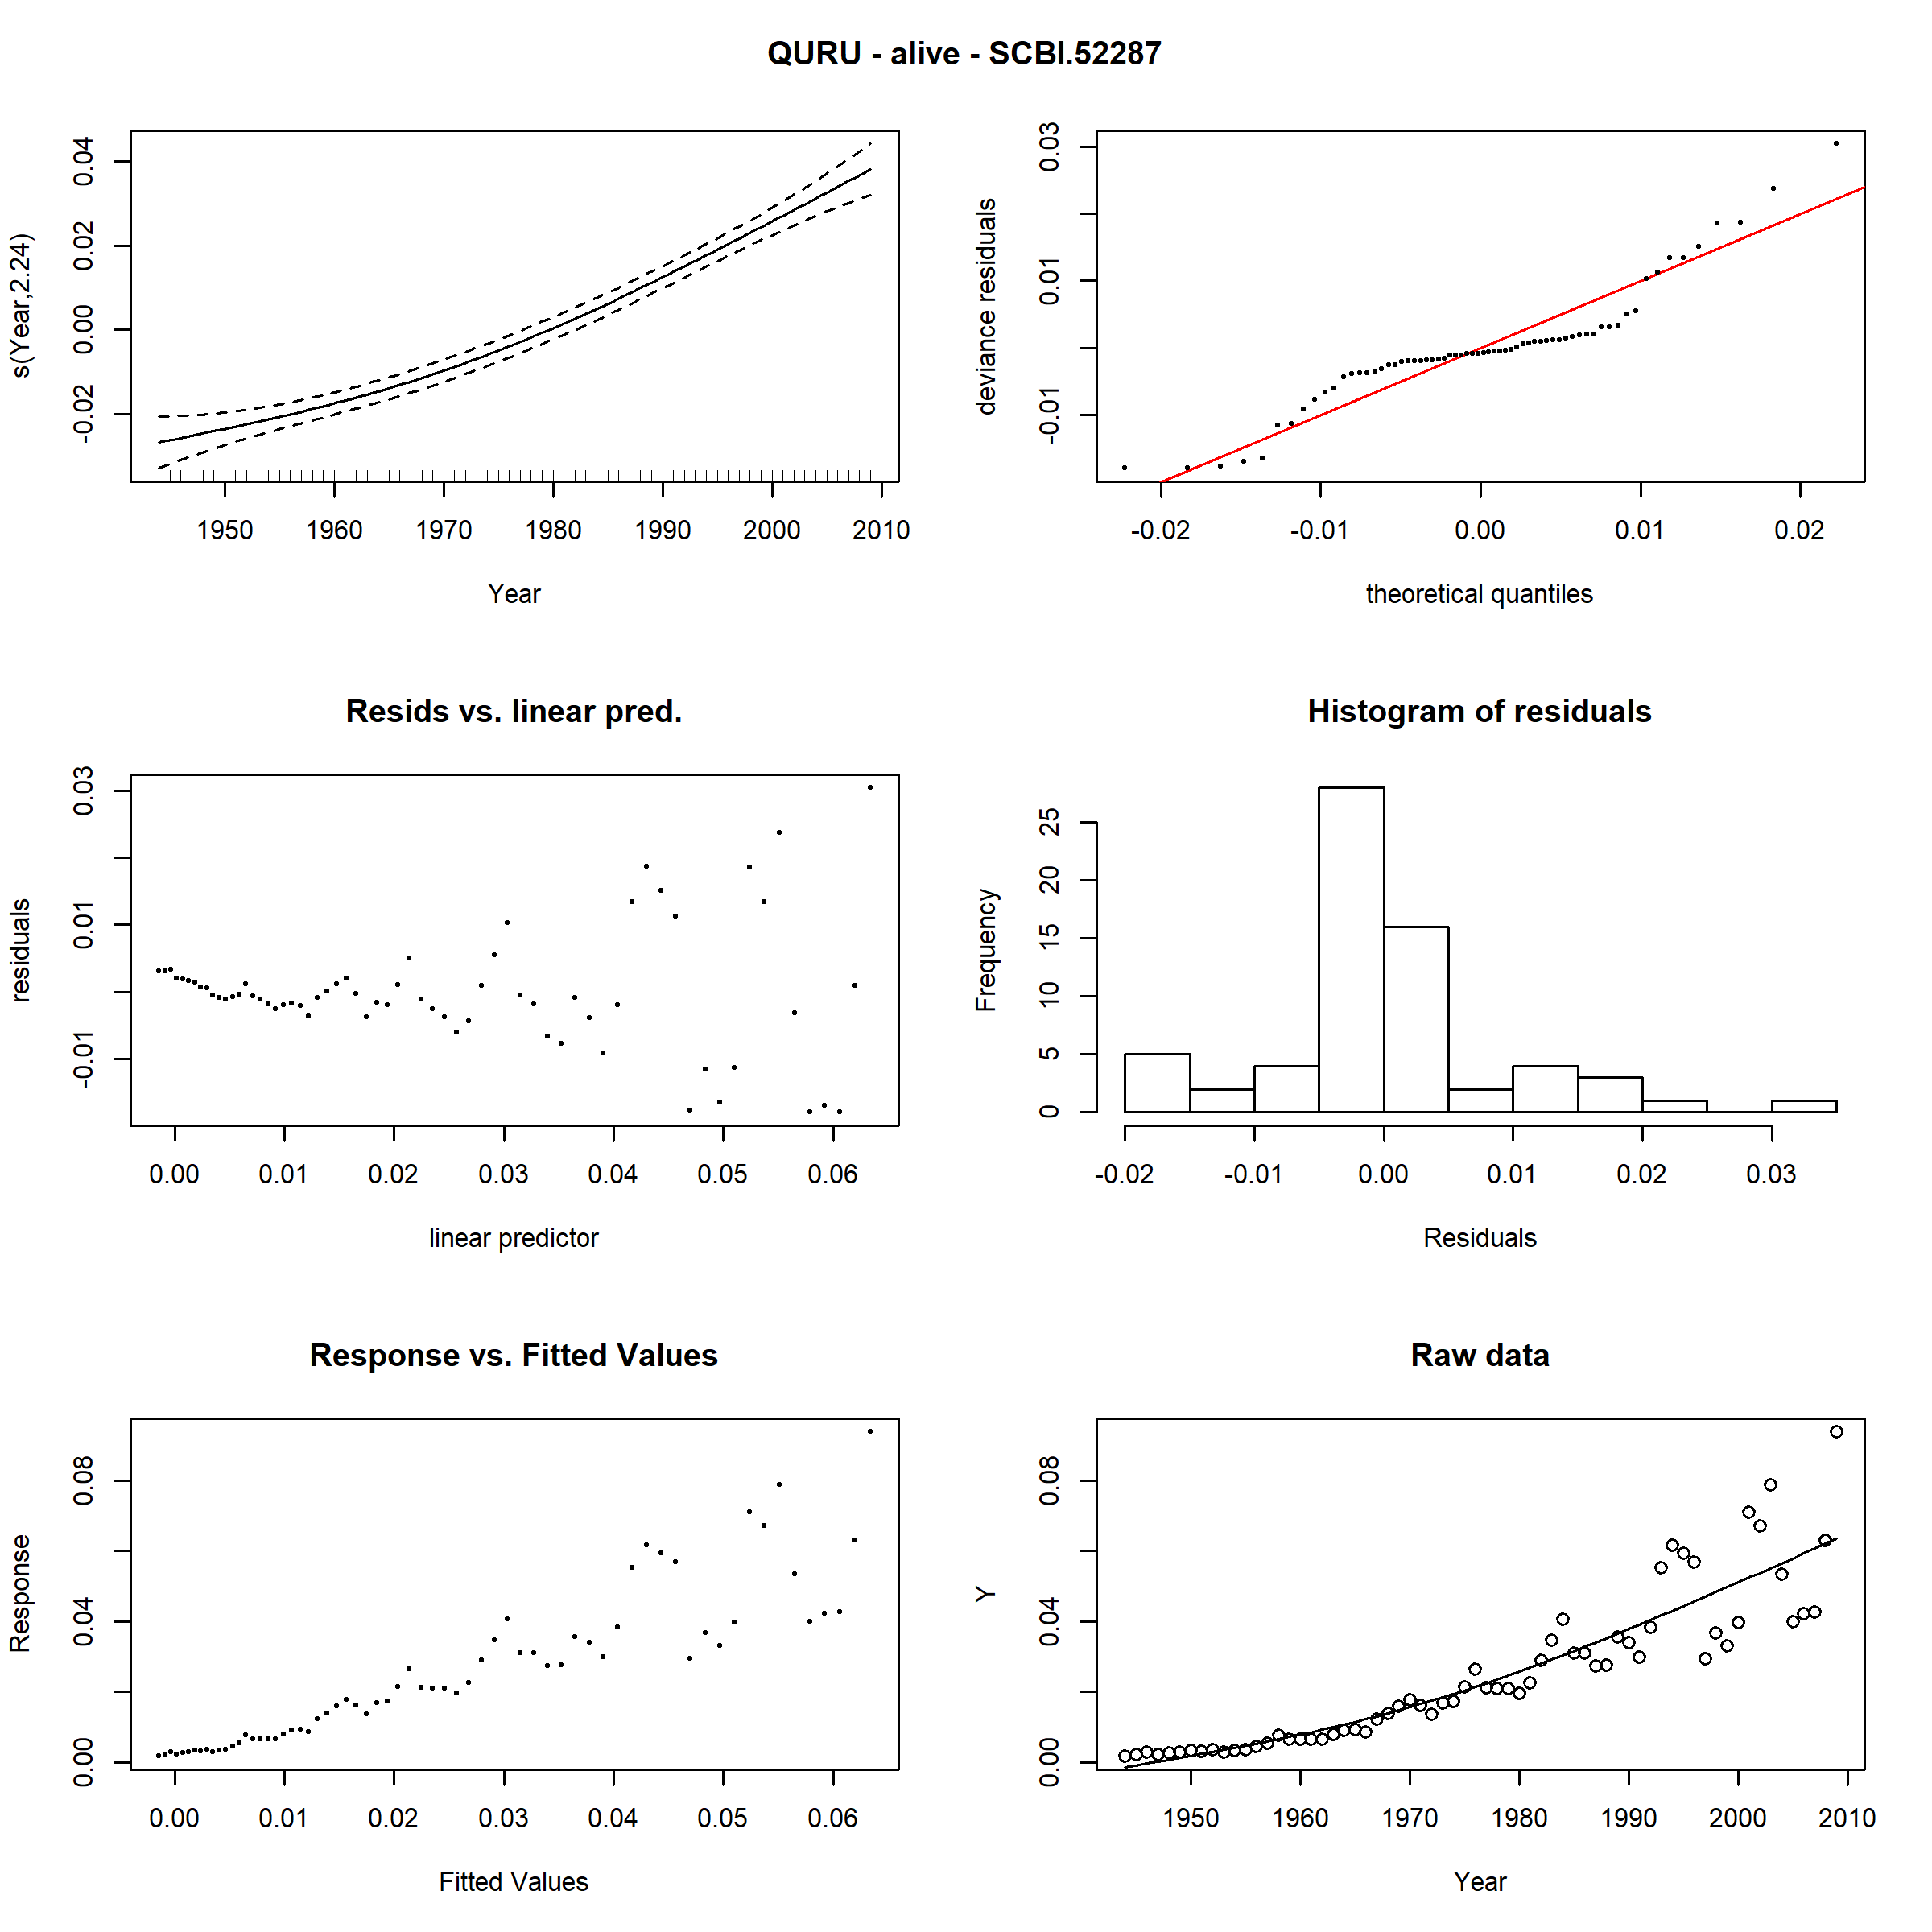 QURU - alive - SCBI.52287
s(Year,2.24)
-0.02 0.00 0.02 0.04
1950 1960 1970 1980 1990 2000 2010
Year
deviance residuals
-0.01 0.01 0.03
-0.02 -0.01 0.00 0.01 0.02
theoretical quantiles
Resids vs. linear pred.
residuals
-0.01 0.01 0.03
0.00 0.01 0.02 0.03 0.04 0.05 0.06
linear predictor
Histogram of residuals
Frequency
0 5 10 15 20 25
-0.02 -0.01 0.00 0.01 0.02 0.03
Residuals
Response vs. Fitted Values
Response
0.00 0.04 0.08
0.00 0.01 0.02 0.03 0.04 0.05 0.06
Fitted Values
Raw data
Y
0.00 0.04 0.08
1950 1960 1970 1980 1990 2000 2010
Year